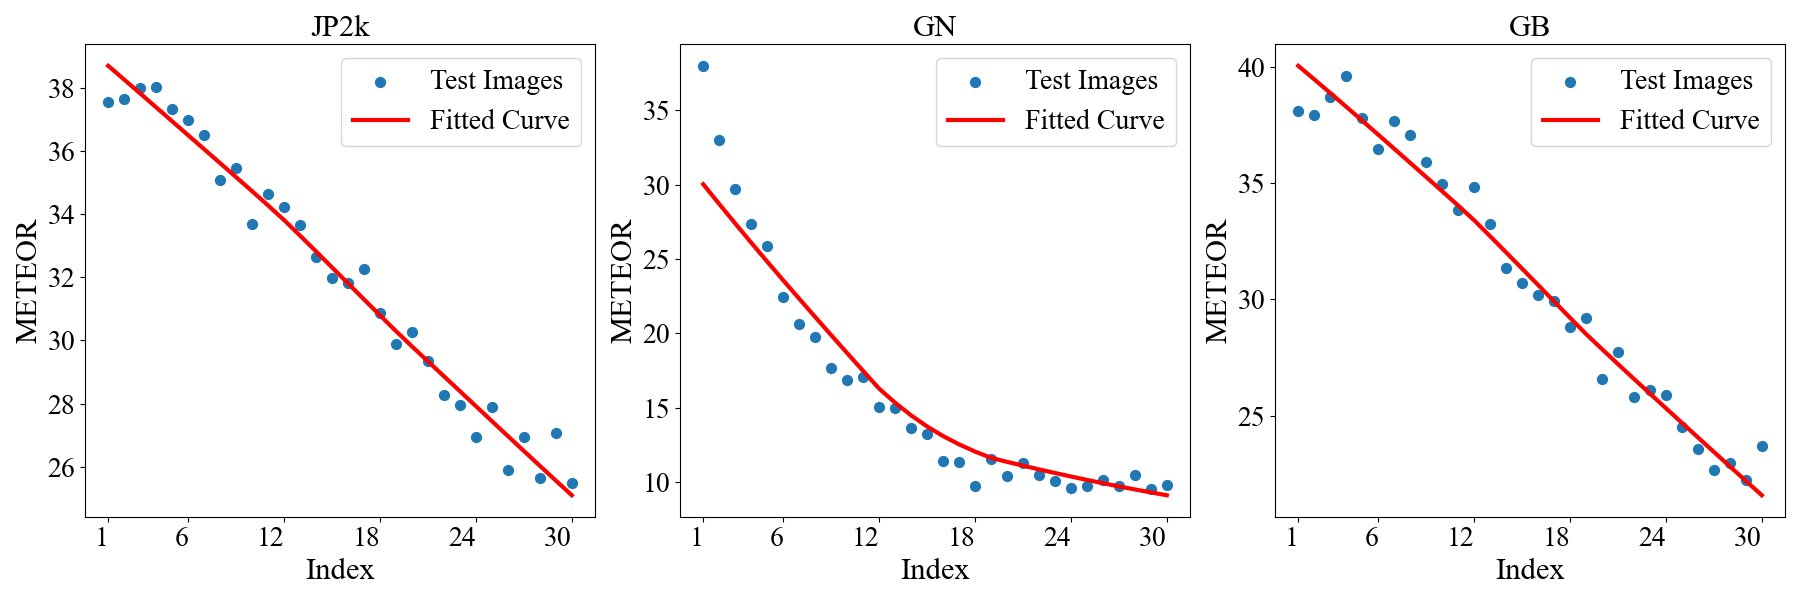 JP2k
METEOR
38
36
34
32
30
28
26
Test Images
Fitted Curve
1 6 12 18 24 30
Index
GN
METEOR
35
30
25
20
15
10
Test Images
Fitted Curve
1 6 12 18 24 30
Index
GB
METEOR
40
35
30
25
Test Images
Fitted Curve
1 6 12 18 24 30
Index